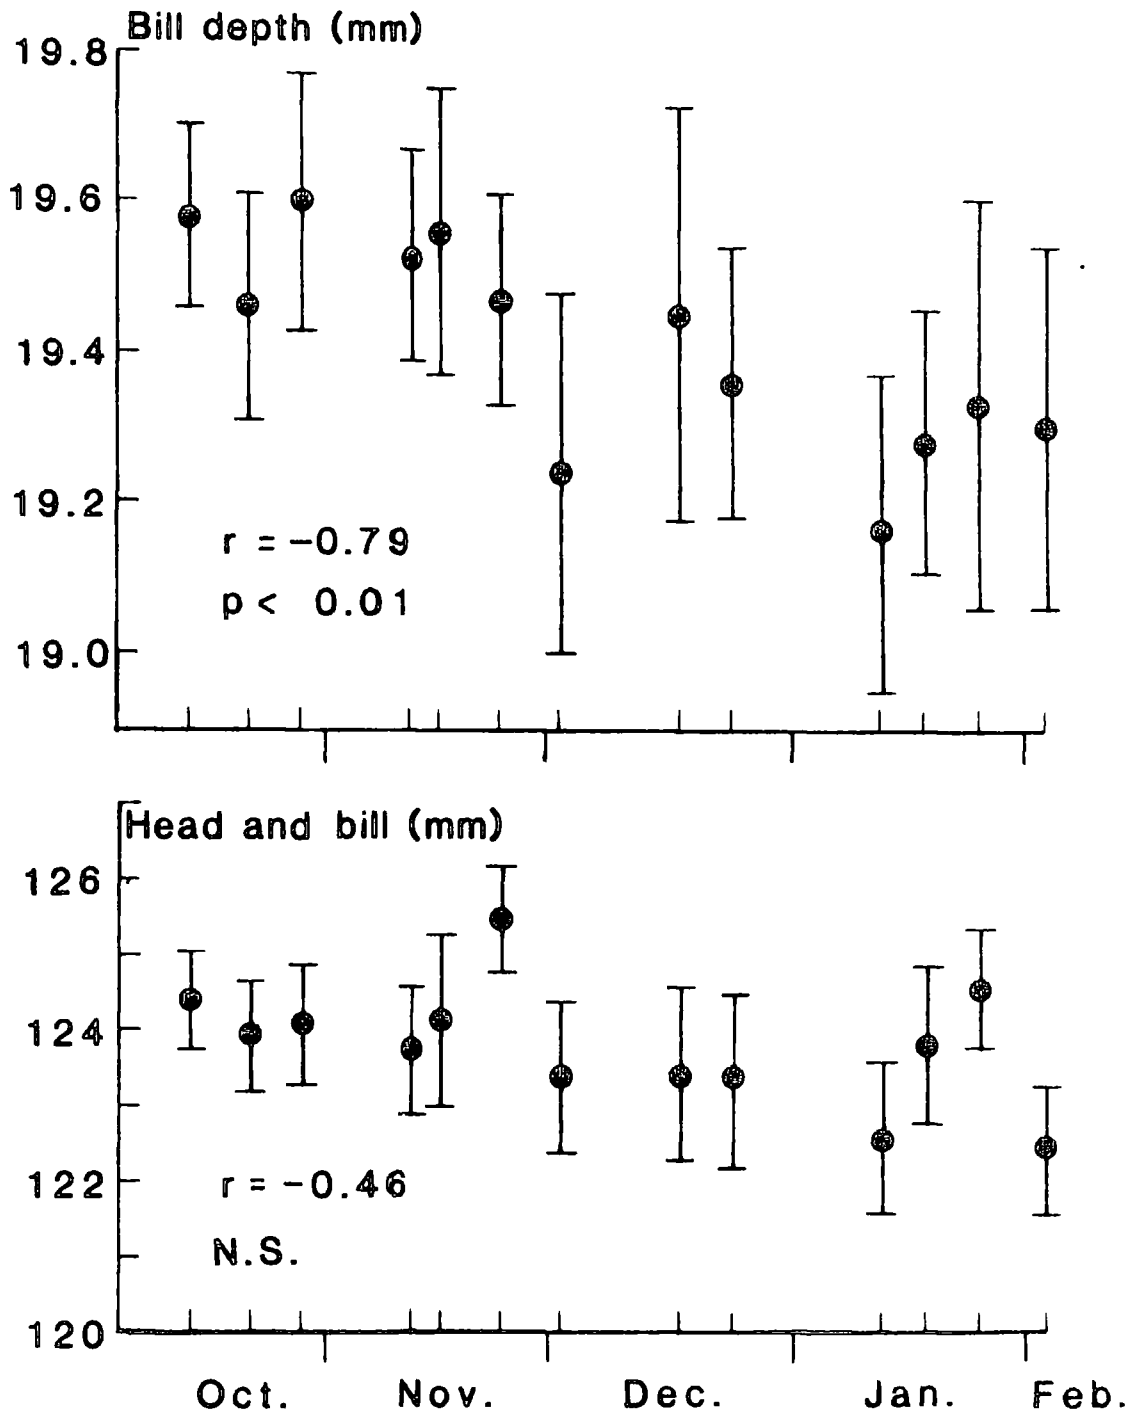 Bill depth (mm)
19.8
19.6
19.4
19.2
19.0
r = -0.79
p < 0.01
Head and bill (mm)
126
124
122
120
r = -0.46
N.S.
Oct. Nov. Dec. Jan. Feb.